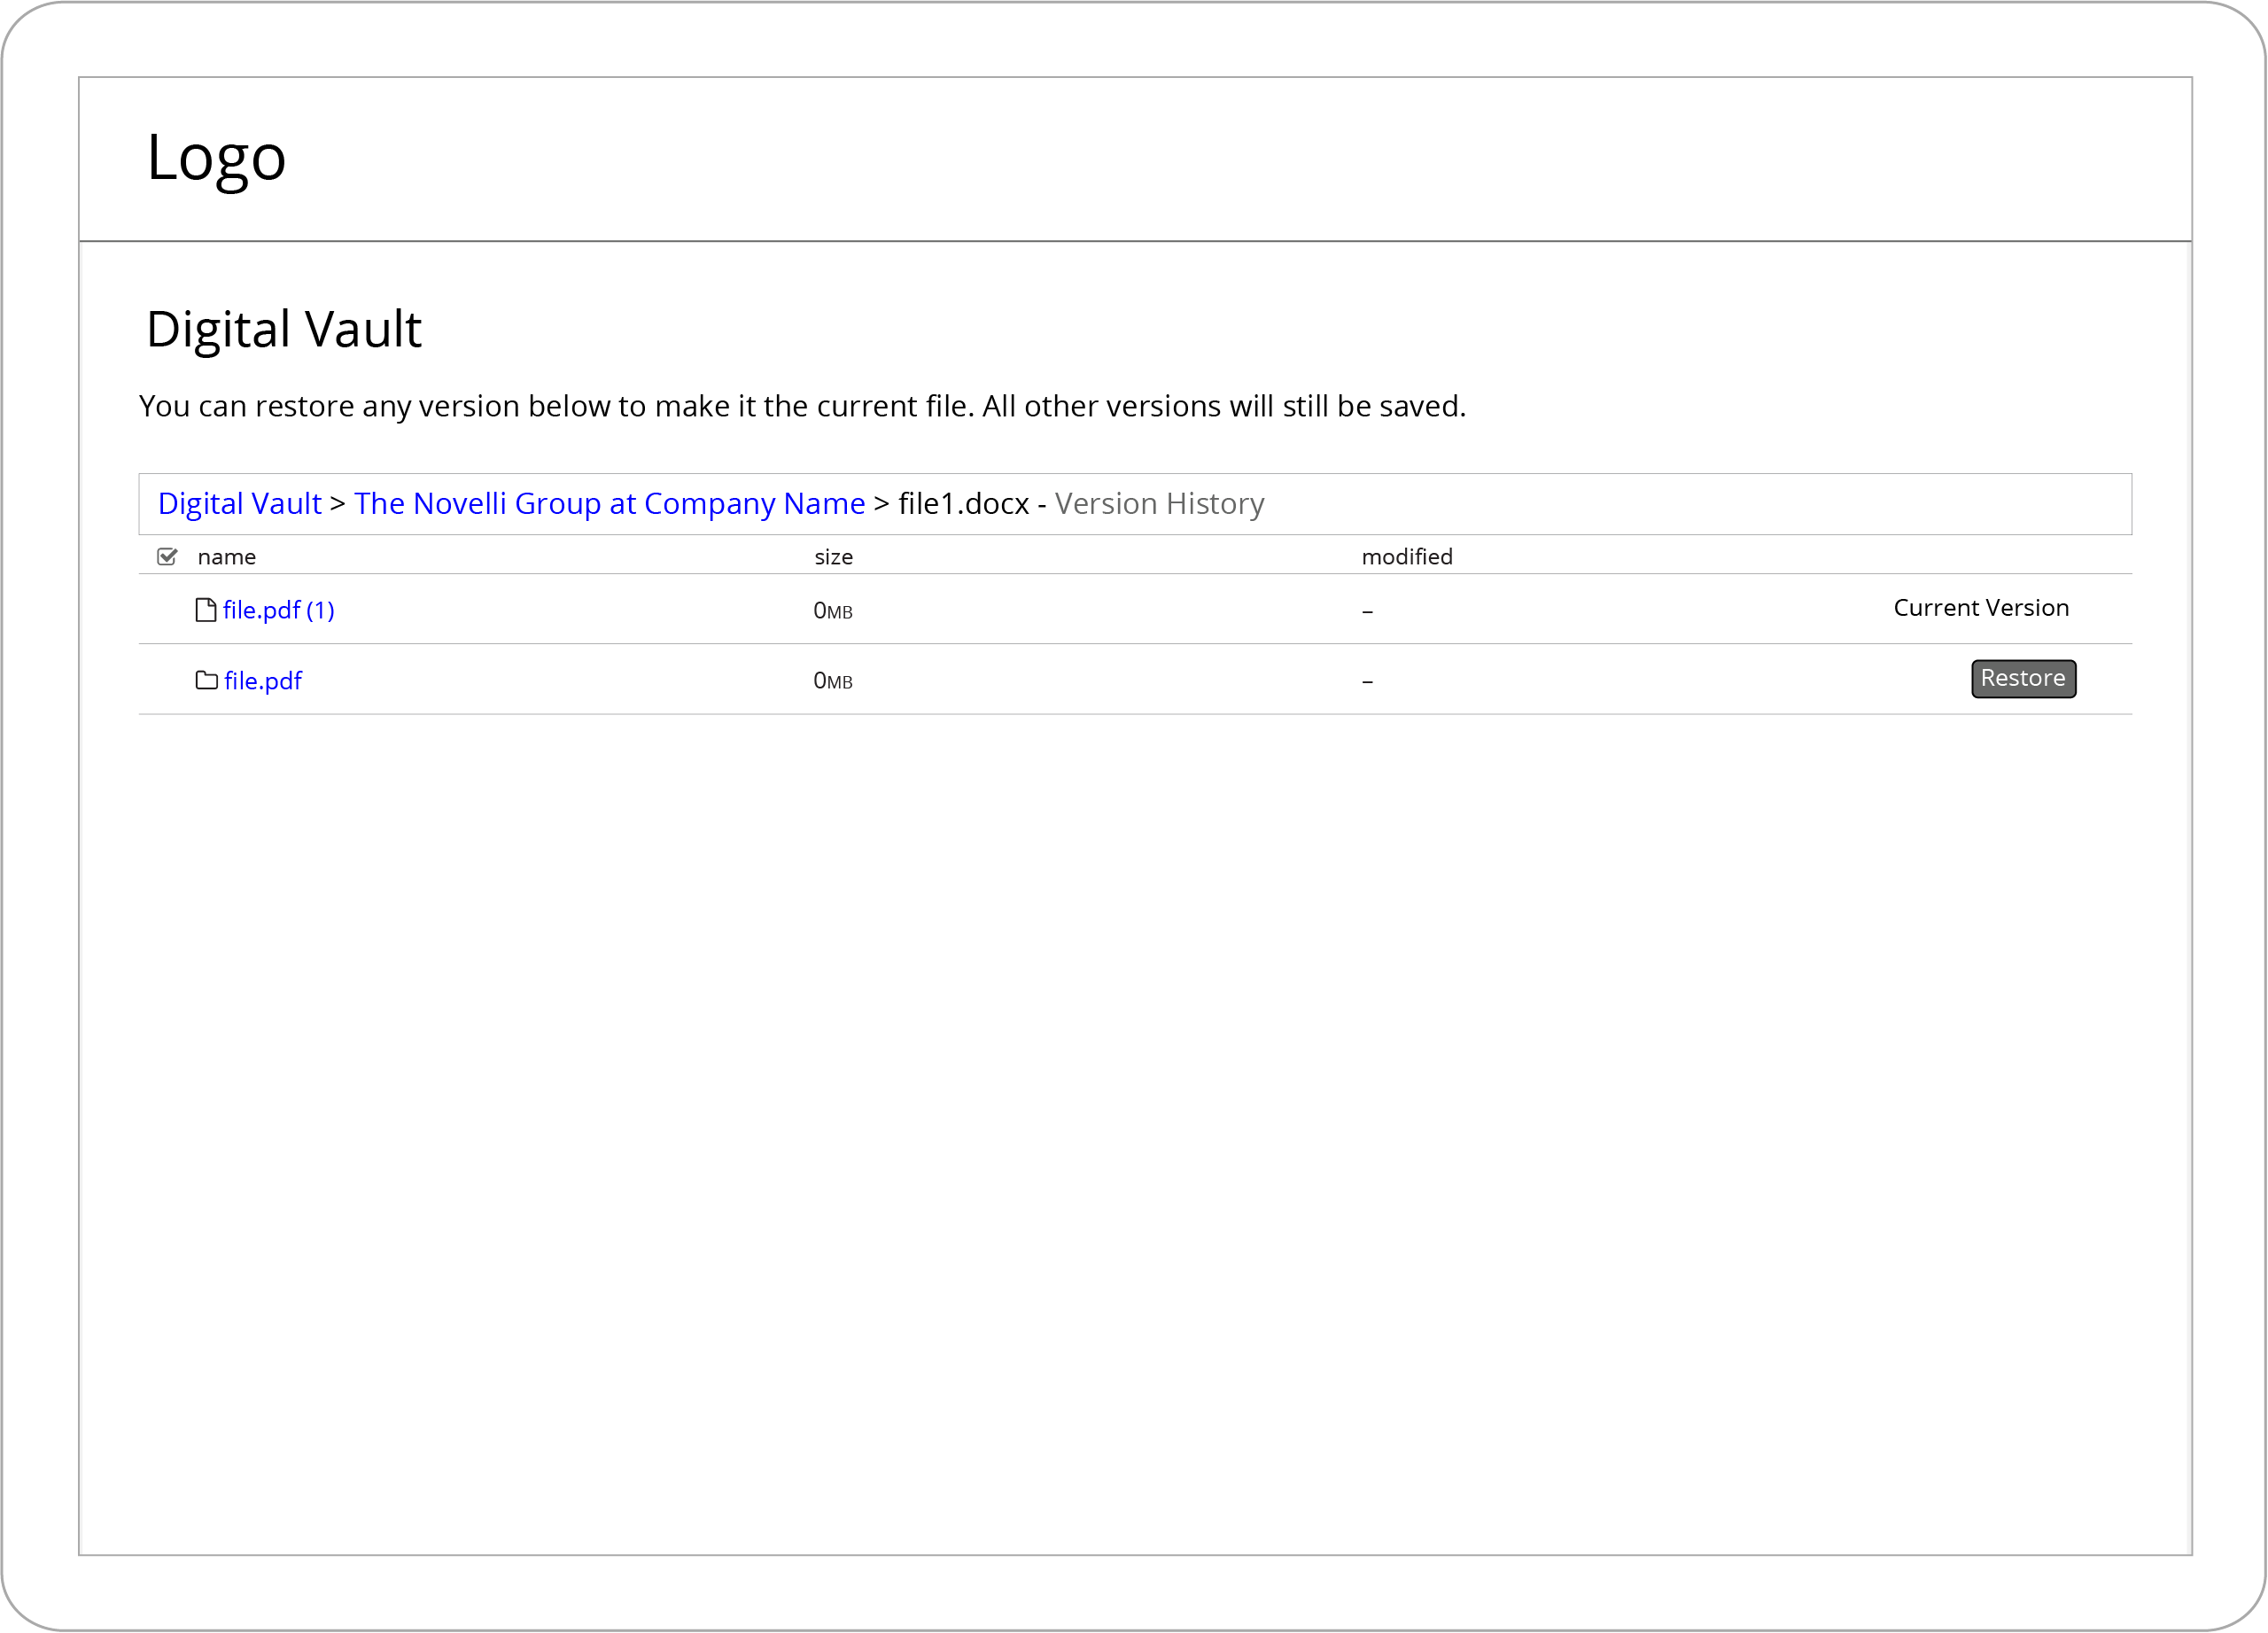 Logo
Digital Vault
You can restore any version below to make it the current file. All other versions will still be saved.
Digital Vault > The Novelli Group at Company Name > file1.docx - Version History
name size modified
file.pdf (1) 0MB – Current Version
file.pdf 0MB – Restore